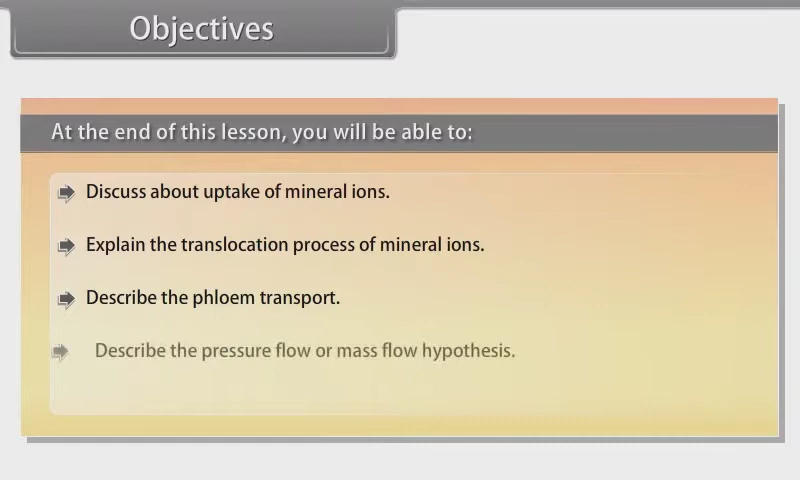 Objectives
At the end of this lesson, you will be able to:
Discuss about uptake of mineral ions.
Explain the translocation process of mineral ions.
Describe the phloem transport.
Describe the pressure flow or mass flow hypothesis.